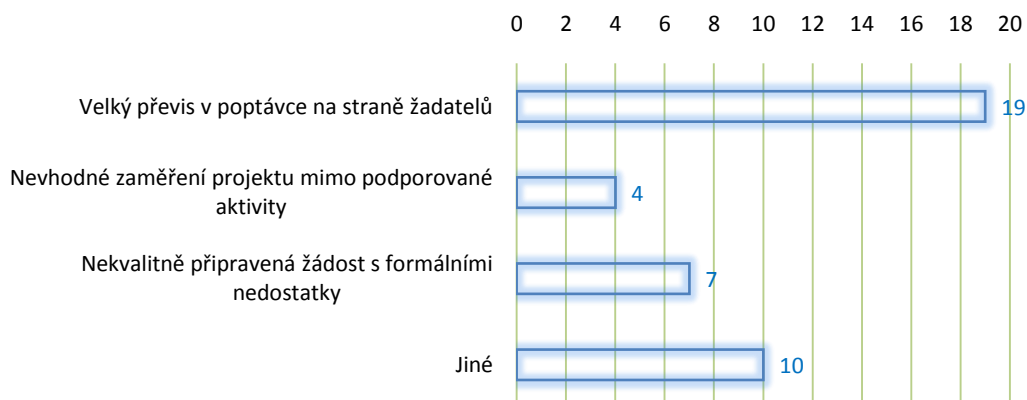 0 2 4 6 8 10 12 14 16 18 20
Velký převis v poptávce na straně žadatelů
19
Nevhodné zaměření projektu mimo podporované
aktivity
4
Nekvalitně připravená žádost s formálními
nedostatky
7
Jiné
10